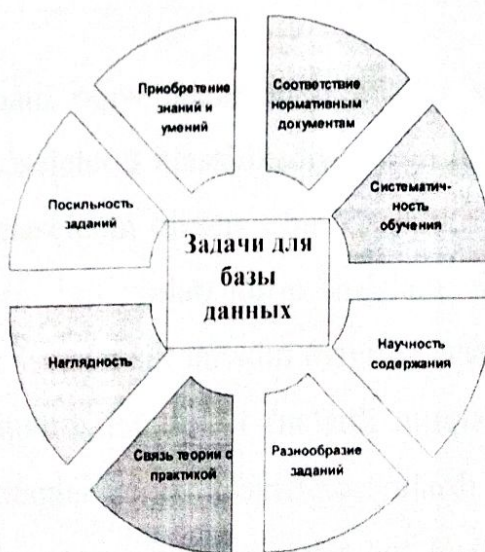 Приобретение
знаний и
умений
Соответствие
нормативным
документам
Систематич-
ность
обучения
Научность
содержания
Разнообразие
заданий
Связь теории с
практикой
Наглядность
Посильность
заданий
Задачи для
базы
данных